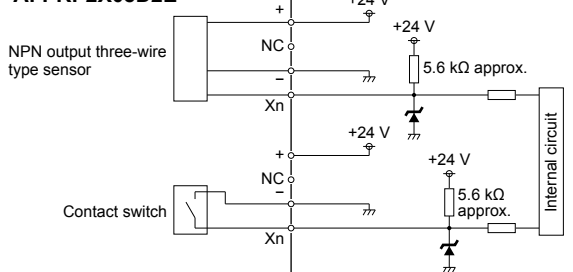 +
+24 V
NC
NPN output three-wire
type sensor
–
Xn
+24 V
5.6 kΩ approx.
+24 V
+
NC
–
Contact switch
Xn
+24 V
5.6 kΩ
approx.
Internal circuit